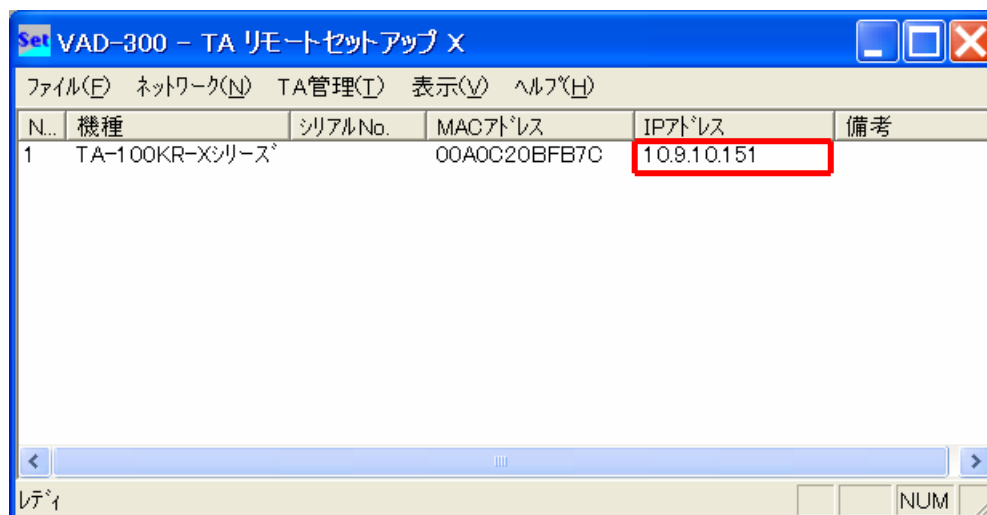 Set VAD-300 - TA リモートセットアップ X
ファイル(F) ネットワーク(N) TA管理(T) 表示(V) ヘルプ(H)
N... 機種 シリアルNo. MACアドレス IPアドレス 備考
1 TA-100KR-Xシリーズ 00A0C20BFB7C 10.9.10.151
レディ NUM